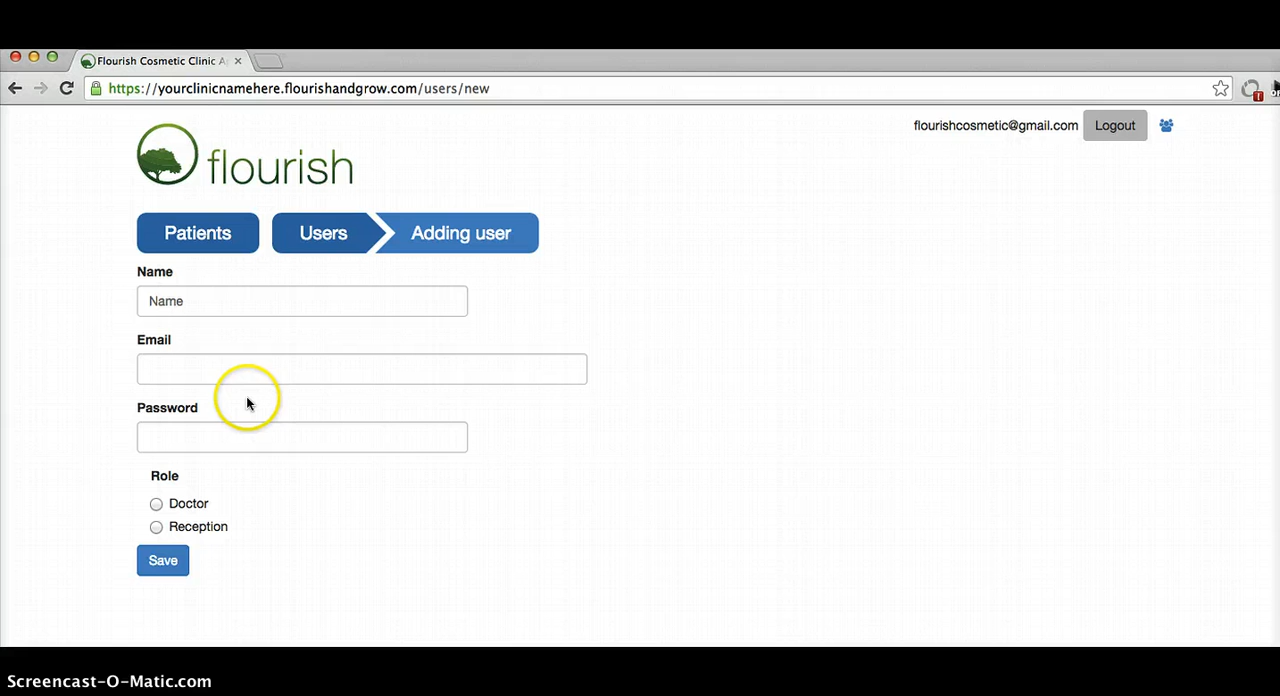 Flourish Cosmetic Clinic A
https://yourclinicnamehere.flourishandgrow.com/users/new
flourishcosmetic@gmail.com Logout
flourish
Patients Users Adding user
Name
Name
Email
Password
Role
Doctor
Reception
Save
Screencast-O-Matic.com